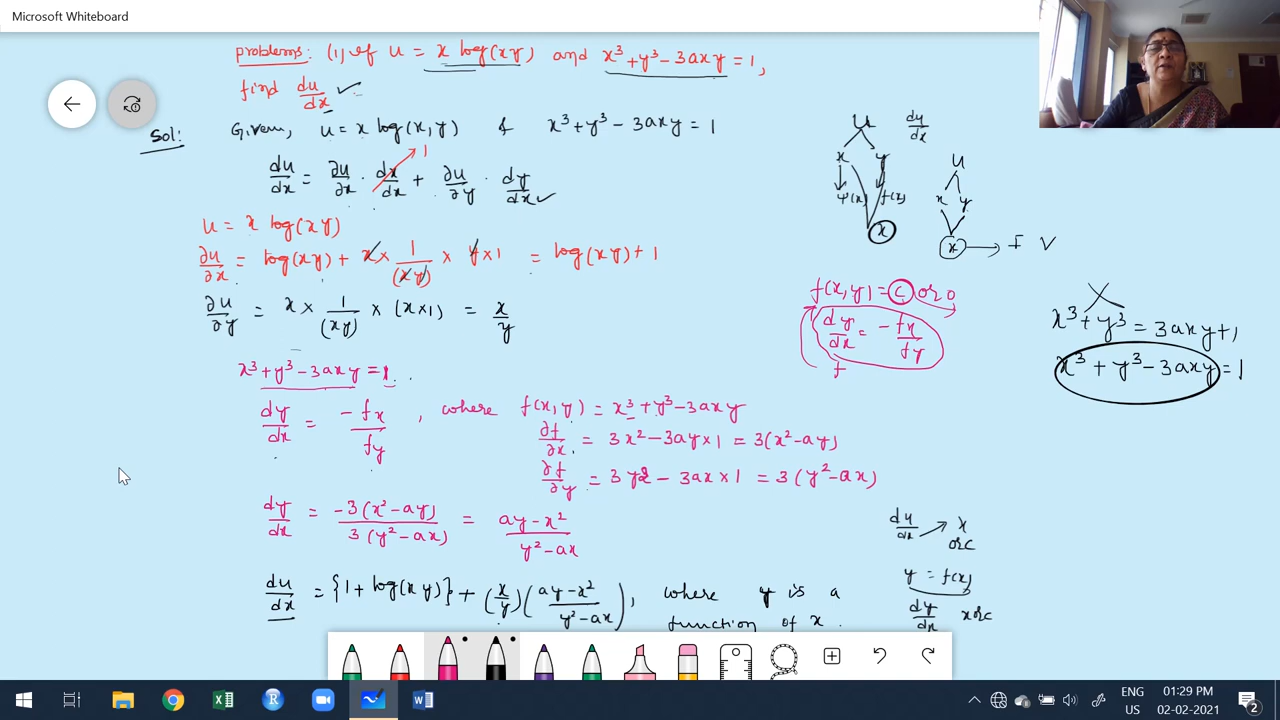 Microsoft Whiteboard
problems: (1) If u = x log(xy) and x³+y³-3axy = 1,
find du/dx ✓
Sol: Given, u = x log(x,y) & x³+y³-3axy = 1
du/dx = ∂u/∂x · dx/dx + ∂u/∂y · dy/dx ✓
1
u = x log(xy)
∂u/∂x = log(xy) + x × 1/(xy) × y×1 = log(xy)+1
∂u/∂y = x × 1/(xy) × (x×1) = x/y
x³+y³-3axy = 1.
dy/dx = -fx/fy, where f(x,y) = x³+y³-3axy
∂f/∂x = 3x²-3ay×1 = 3(x²-ay)
∂f/∂y = 3y2 - 3ax×1 = 3(y²-ax)
dy/dx = -3(x²-ay)/3(y²-ax) = ay-x²/y²-ax
du/dx = {1+log(xy)} + (x/y)(ay-x²/y²-ax), where y is a
function of x.
u du/dx
x y
ψ(x) f(x)
x
u
x y
x → F V
f(x,y) = c or 0
dy/dx = -fx/fy
f
x³+y³ = 3axy+1
x³+y³-3axy = 1
du/dx → x
or c
y = f(x)
dy/dx x or c
ENG
US
01:29 PM
02-02-2021
2